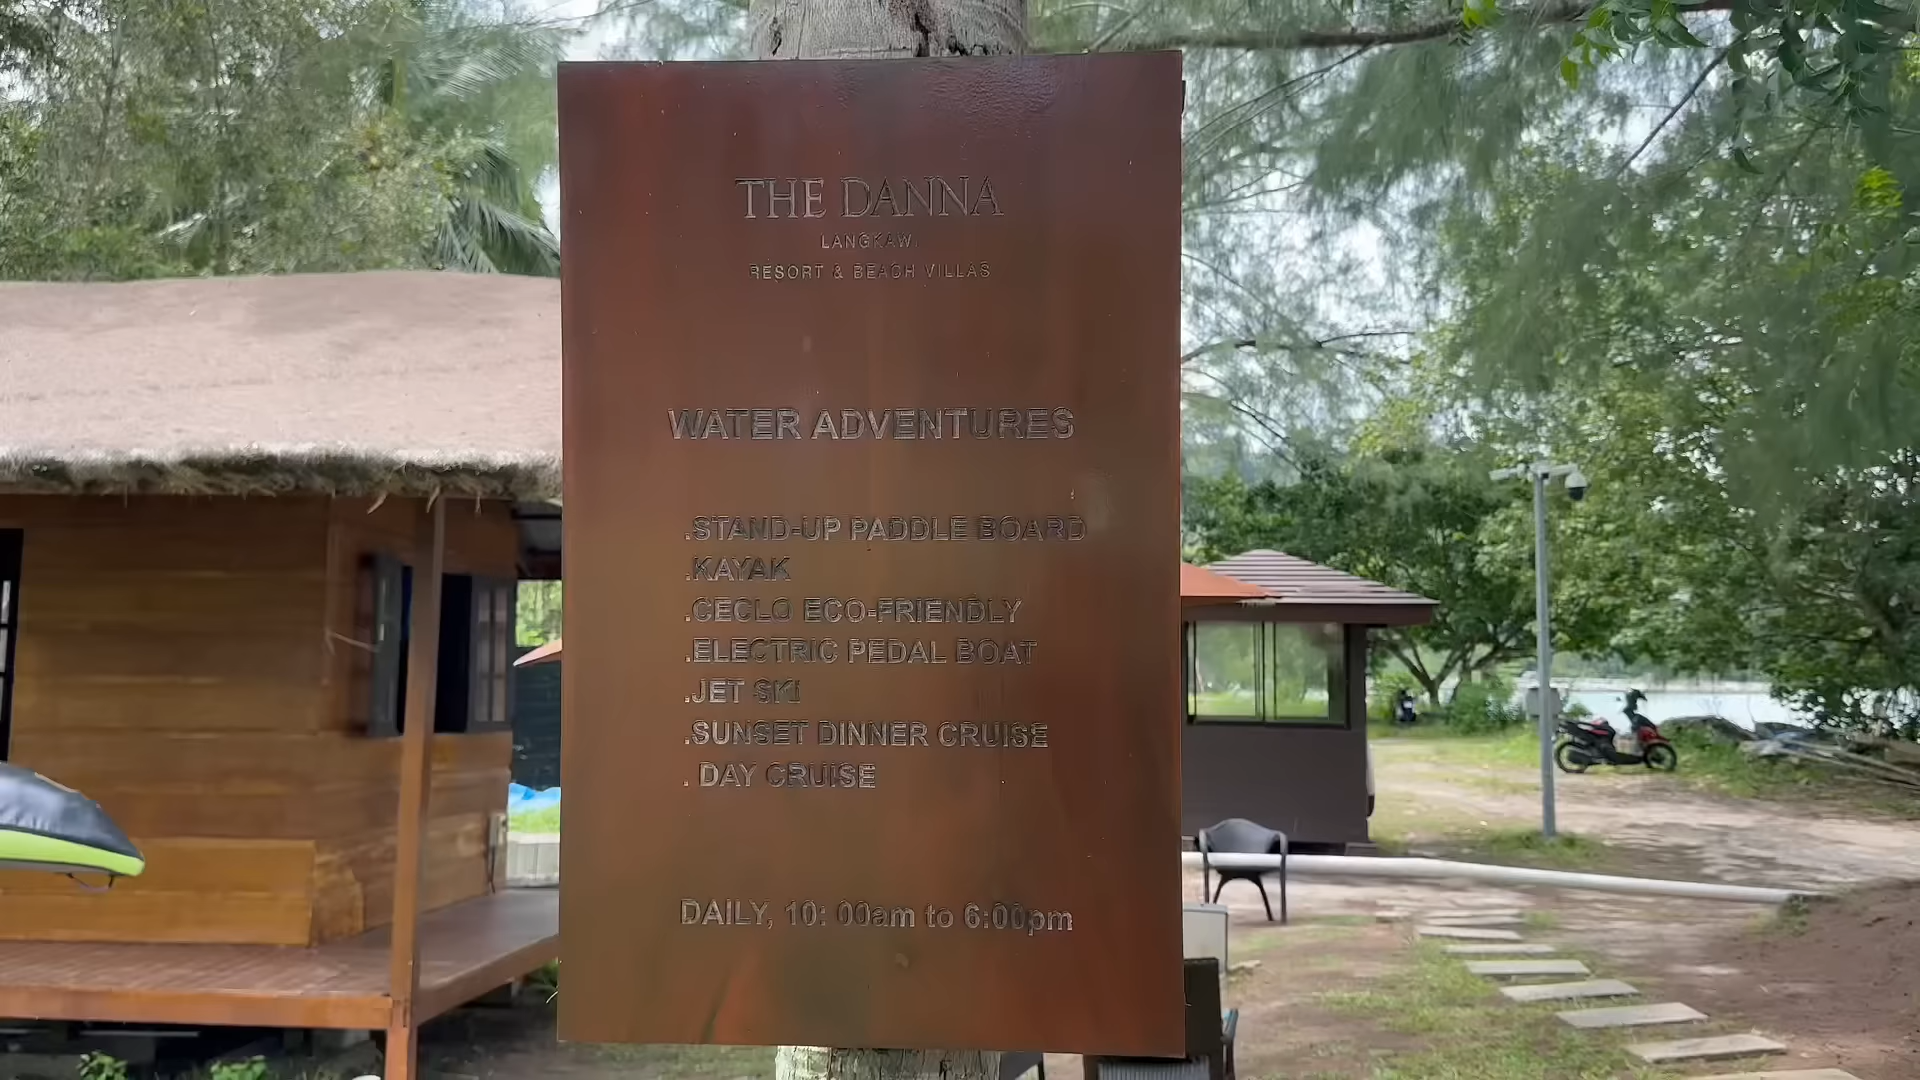 THE DANNA
LANGKAWI
RESORT & BEACH VILLAS
WATER ADVENTURES
.STAND-UP PADDLE BOARD
.KAYAK
.CECLO ECO-FRIENDLY
.ELECTRIC PEDAL BOAT
.JET SKI
.SUNSET DINNER CRUISE
. DAY CRUISE
DAILY, 10: 00am to 6:00pm